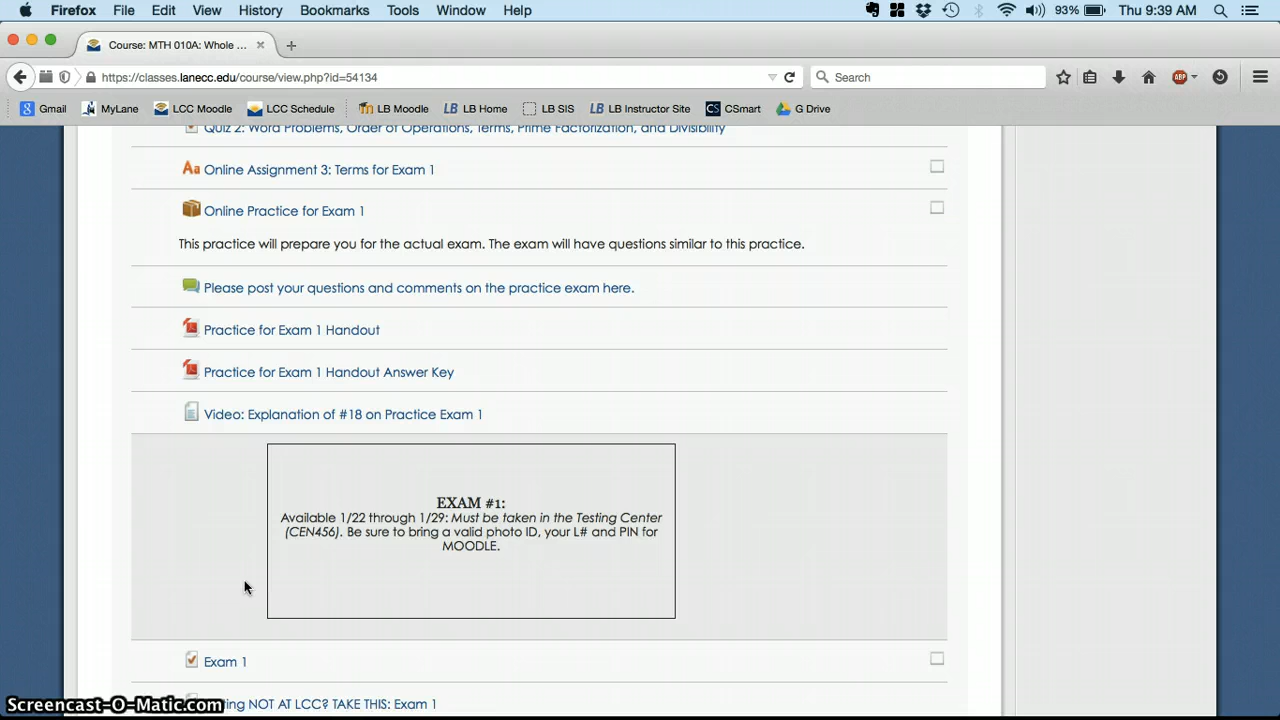 Firefox File Edit View History Bookmarks Tools Window Help 93% Thu 9:39 AM
Course: MTH 010A: Whole ...
https://classes.lanecc.edu/course/view.php?id=54134 Search ABP
Gmail MyLane LCC Moodle LCC Schedule LB Moodle LB Home LB SIS LB Instructor Site CSmart G Drive
Quiz 2: Word Problems, Order of Operations, Terms, Prime Factorization, and Divisibility
Online Assignment 3: Terms for Exam 1
Online Practice for Exam 1
This practice will prepare you for the actual exam. The exam will have questions similar to this practice.
Please post your questions and comments on the practice exam here.
Practice for Exam 1 Handout
Practice for Exam 1 Handout Answer Key
Video: Explanation of #18 on Practice Exam 1
EXAM #1:
Available 1/22 through 1/29: Must be taken in the Testing Center
(CEN456). Be sure to bring a valid photo ID, your L# and PIN for
MOODLE.
Exam 1
NOT AT LCC? TAKE THIS: Exam 1
Screencast-O-Matic.com